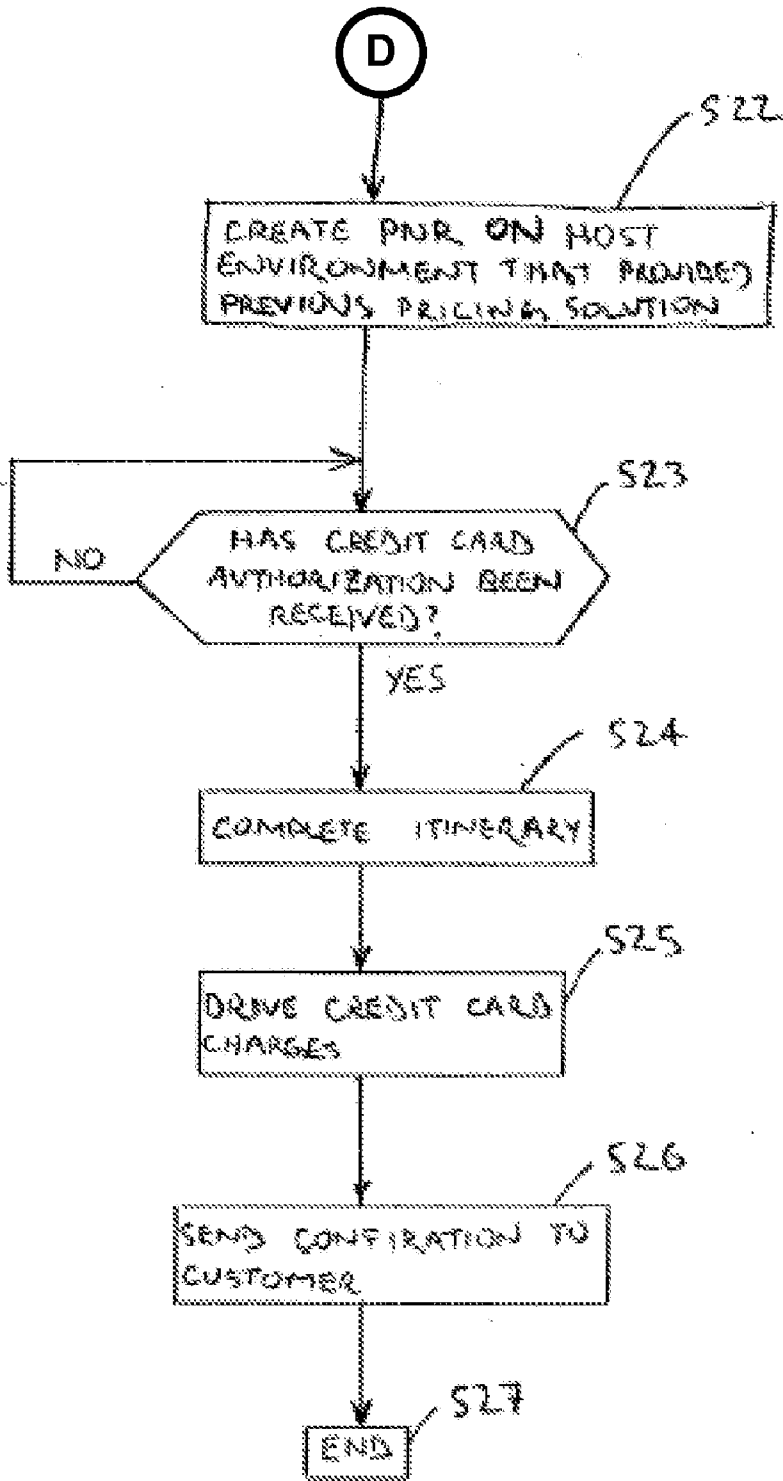 D
S22
CREATE PNR ON HOST
ENVIRONMENT THAT PROVIDED
PREVIOUS PRICING SOLUTION
S23
HAS CREDIT CARD
AUTHORIZATION BEEN
RECEIVED?
NO
YES
S24
COMPLETE ITINERARY
S25
DRIVE CREDIT CARD
CHARGES
S26
SEND CONFIRATION TO
CUSTOMER
S27
END